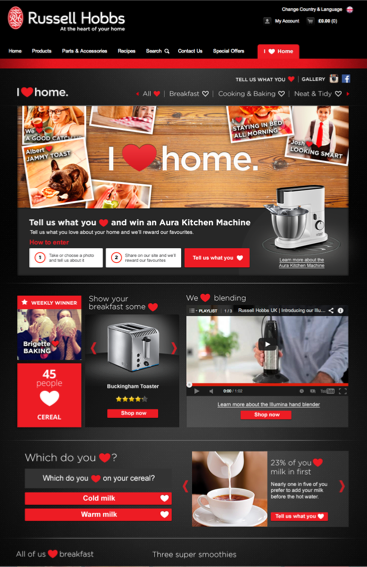 Russell Hobbs
At the heart of your home
Change Country & Language
My Account
£0.00 (0)
Home
Products
Parts & Accessories
Recipes
Search
Contact Us
Special Offers
I ❤ Home
TELL US WHAT YOU ❤ | GALLERY
I ❤ home.
All ❤ | Breakfast ♡ | Cooking & Baking ♡ | Neat & Tidy
We
A GOOD CATCH
Albert
JAMMY TOAST
STAYING IN BED
ALL MORNING
Josh
LOOKING SMART
I ❤ home.
Tell us what you ❤ and win an Aura Kitchen Machine
Tell us what you love about your home and we'll reward our favourites.
How to enter
1 Take or choose a photo
and tell us about it
2 Share on our site and we'll
reward our favourites
Tell us what you ❤
Learn more about the
Aura Kitchen Machine
WEEKLY WINNER
Brigette
BAKING
45
people
CEREAL
Show your
breakfast some ❤
Buckingham Toaster
Shop now
We ❤ blending
PLAYLIST 1/3 Russell Hobbs UK | Introducing our Illu...
0:00
YouTube
Learn more about the Illumina hand blender
Shop now
Which do you ❤?
Which do you ❤ on your cereal?
Cold milk
Warm milk
23% of you ❤
milk in first
Nearly one in five of you
prefer to add your milk
before the hot water.
Tell us what you ❤
All of us ❤ breakfast
Three super smoothies